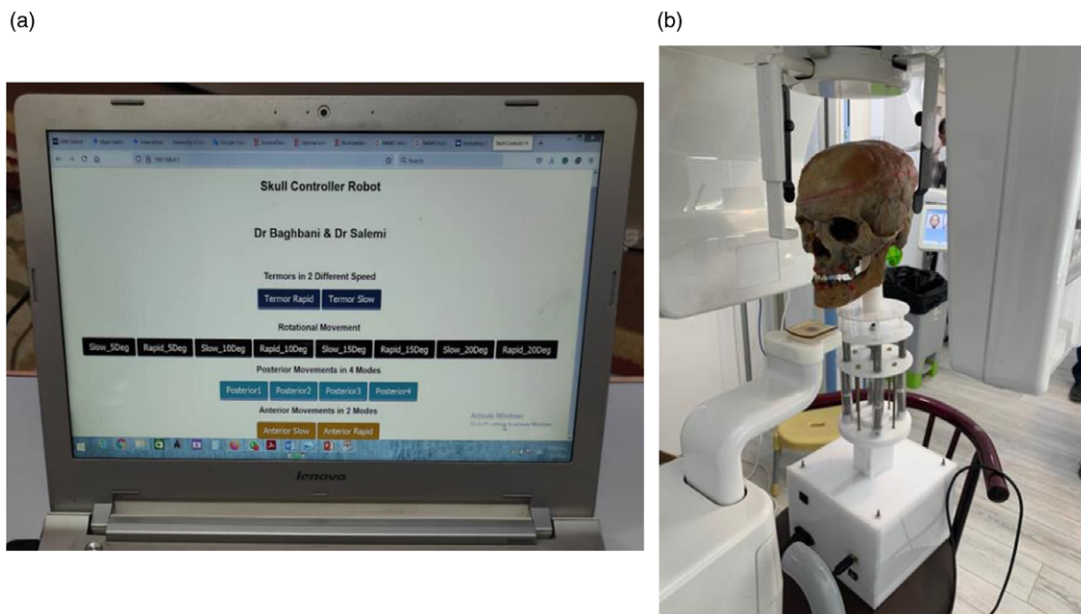 (a)
(b)
Skull Controller Robot
Dr Baghbani & Dr Salemi
Termors in 2 Different Speed
Termor Rapid Termor Slow
Rotational Movement
Slow_5Deg Rapid_5Deg Slow_10Deg Rapid_10Deg Slow_15Deg Rapid_15Deg Slow_20Deg Rapid_20Deg
Posterior Movements in 4 Modes
Posterior1 Posterior2 Posterior3 Posterior4
Anterior Movements in 2 Modes
Anterior Slow Anterior Rapid
Activate Windows
lenovo